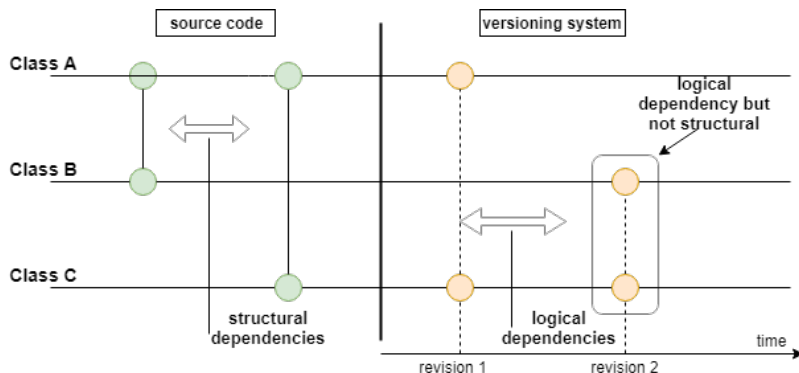 source code
versioning system
Class A
logical
dependency but
not structural
Class B
Class C
structural
dependencies
logical
dependencies
time
revision 1
revision 2